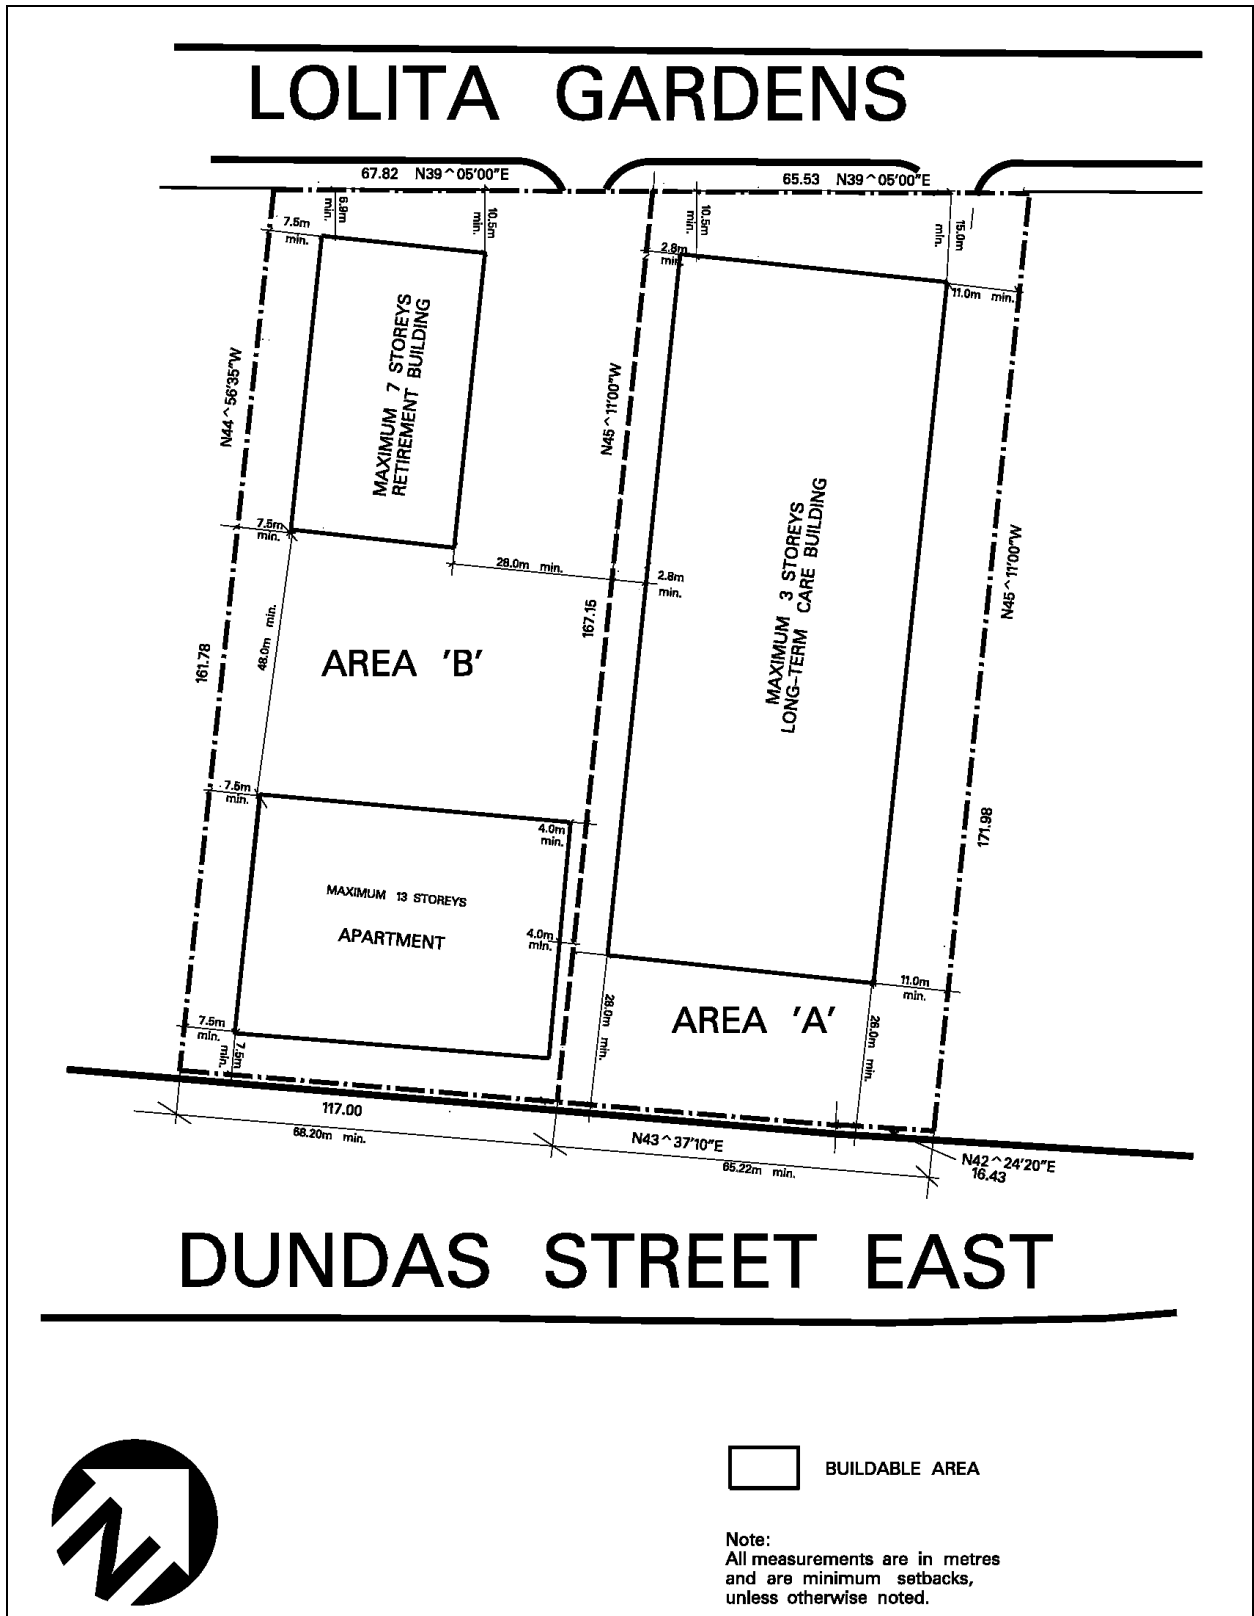 LOLITA GARDENS
67.82 N39^05'00"E
65.53 N39^05'00"E
7.5m
min.
6.9m
min.
10.5m
min.
10.5m
min.
15.0m
min.
2.8m
min.
11.0m min.
MAXIMUM 7 STOREYS
RETIREMENT BUILDING
N44^56'35"W
N45^11'00"W
MAXIMUM 3 STOREYS
LONG-TERM CARE BUILDING
N45^11'00"W
7.5m
min.
28.0m min.
2.8m
min.
48.0m min.
161.78
167.15
AREA 'B'
7.5m
min.
4.0m
min.
171.98
MAXIMUM 13 STOREYS
APARTMENT
4.0m
min.
11.0m
min.
7.5m
min.
7.5m
min.
min.
AREA 'A'
min.
117.00
68.20m min.
N43^37'10"E
65.22m min.
N42^24'20"E
16.43
DUNDAS STREET EAST
N
BUILDABLE AREA
Note:
All measurements are in metres
and are minimum setbacks,
unless otherwise noted.